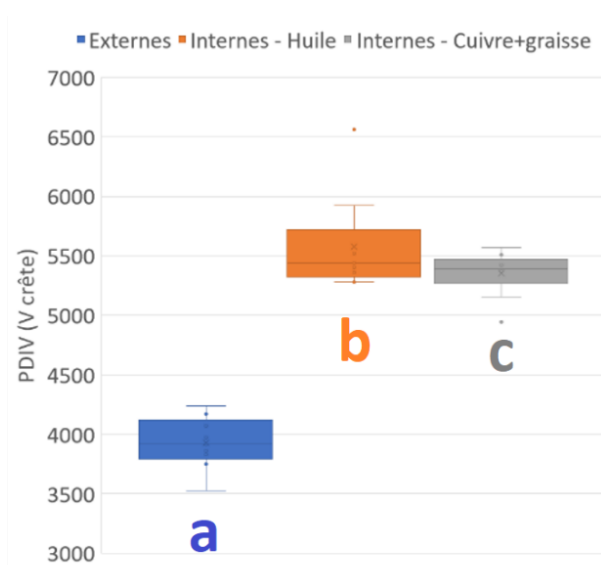 Externes Internes - Huile Internes - Cuivre+graisse
7000
6500
6000
5500
5000
4500
4000
3500
3000
PDIV (V crête)
a
b
c